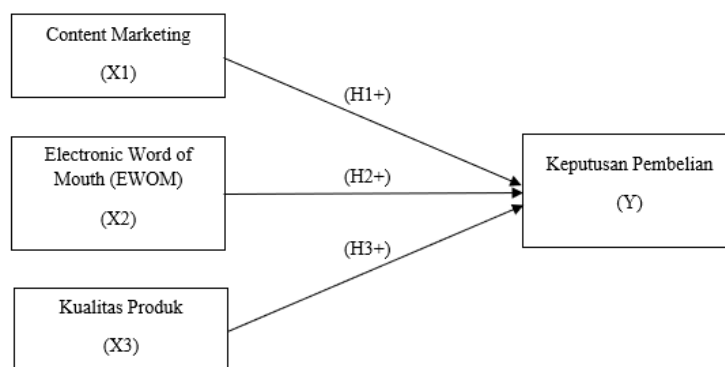 Content Marketing
(X1)
(H1+)
Electronic Word of
Mouth (EWOM)
(X2)
(H2+)
Keputusan Pembelian
(Y)
(H3+)
Kualitas Produk
(X3)